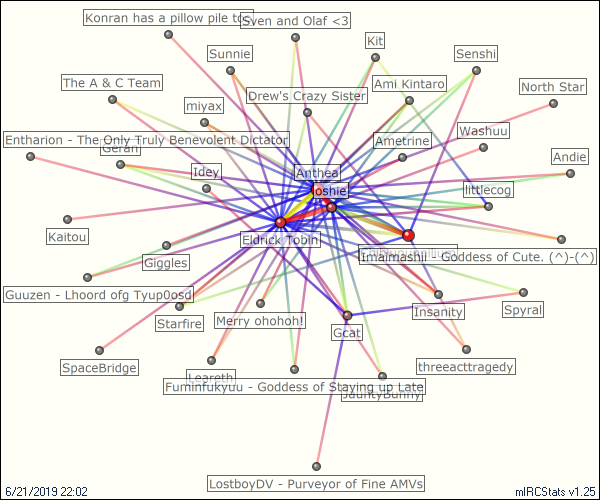 Konran has a pillow pile too
Sven and Olaf <3
Kit
Sunnie
Senshi
The A & C Team
Ami Kintaro
North Star
Drew's Crazy Sister
miyax
Washuu
Entharion - The Only Truly Benevolent Dictator
Ametrine
Geran
Andie
Idey
Anthea
oshie
littlecog
Kaitou
Eldrick Tobin
Imaimashii - Goddess of Cute. (^)-(^)
Giggles
Guuzen - Lhoord ofg Tyup0osd
Starfire
Merry ohohoh!
Insanity
Spyral
Gcat
SpaceBridge
threeacttragedy
Leareth
Fuminfukyuu - Goddess of Staying up Late
JauntyBunny
LostboyDV - Purveyor of Fine AMVs
6/21/2019 22:02
mIRCStats v1.25